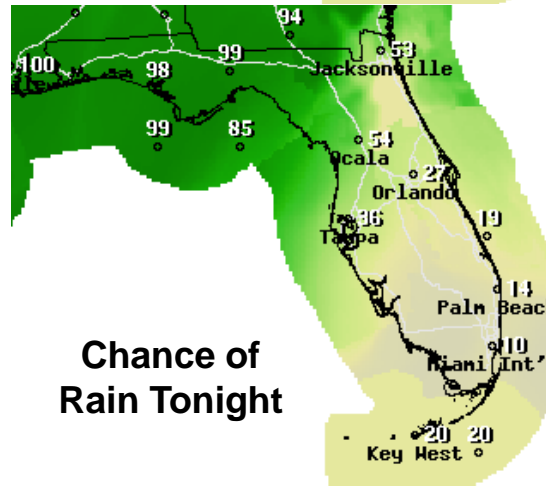 94
53
99
100
98
Jacksonville
99
85
54
Ocala
27
Orlando
36
19
Tampa
14
Palm Beac
Chance of
Rain Tonight
10
Miami Int'
20 20
Key West